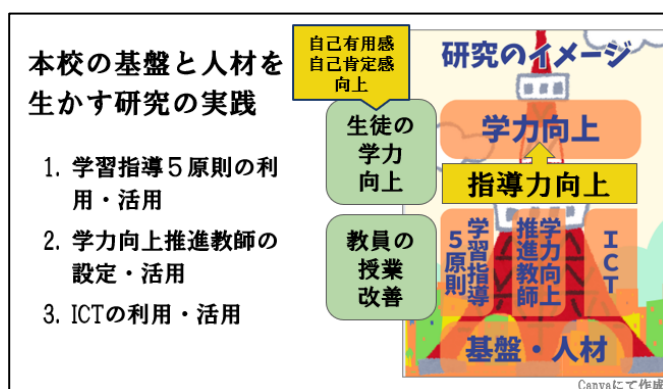 本校の基盤と人材を
生かす研究の実践
1. 学習指導５原則の利
用・活用
2. 学力向上推進教師の
設定・活用
3. ICTの利用・活用
自己有用感
自己肯定感
向上
生徒の
学力
向上
教員の
授業
改善
研究のイメージ
学力向上
指導力向上
学習指導
５原則
学力向上
推進教師
ICT
基盤・人材
Canvaにて作成